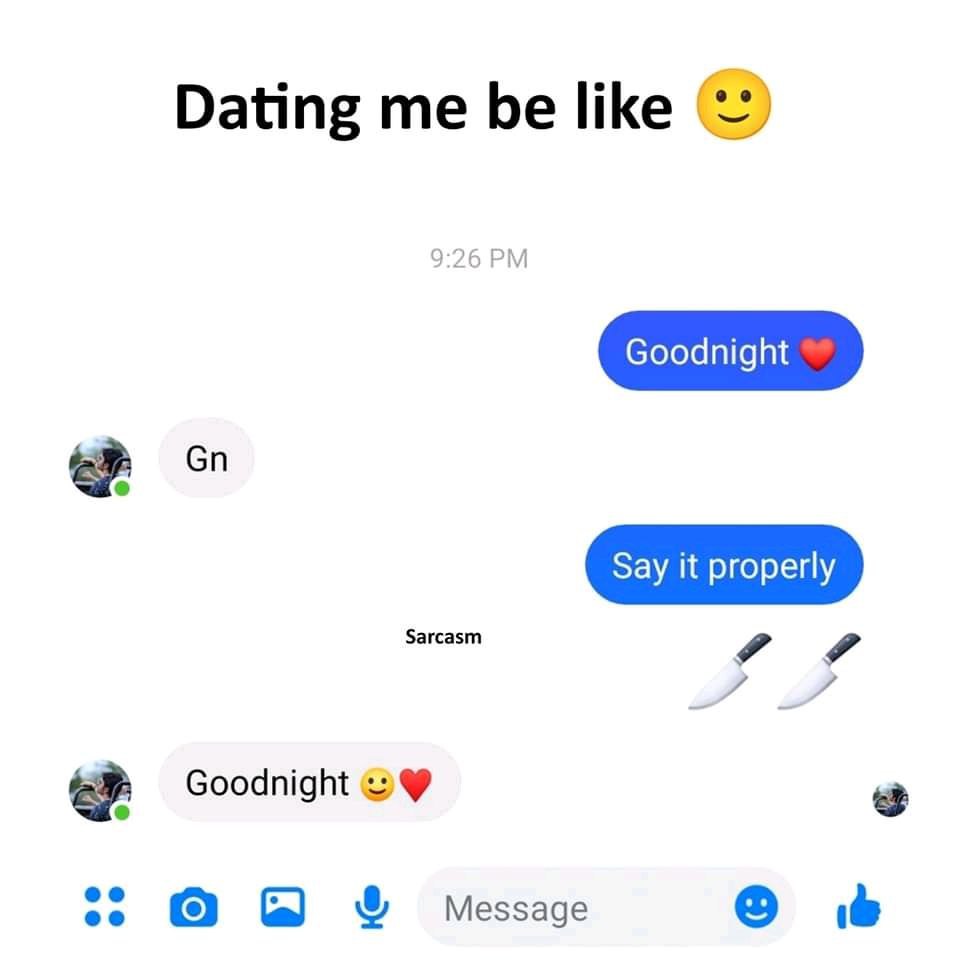 Dating me be like 🙂
9:26 PM
Goodnight ❤️
Gn
Say it properly
Sarcasm
🔪🔪
Goodnight 🙂❤️
Message